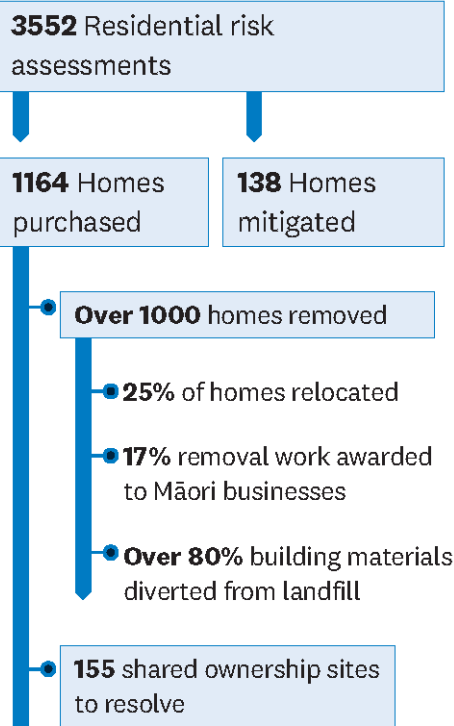 3552 Residential risk
assessments
1164 Homes
purchased
138 Homes
mitigated
Over 1000 homes removed
25% of homes relocated
17% removal work awarded
to Māori businesses
Over 80% building materials
diverted from landfill
155 shared ownership sites
to resolve